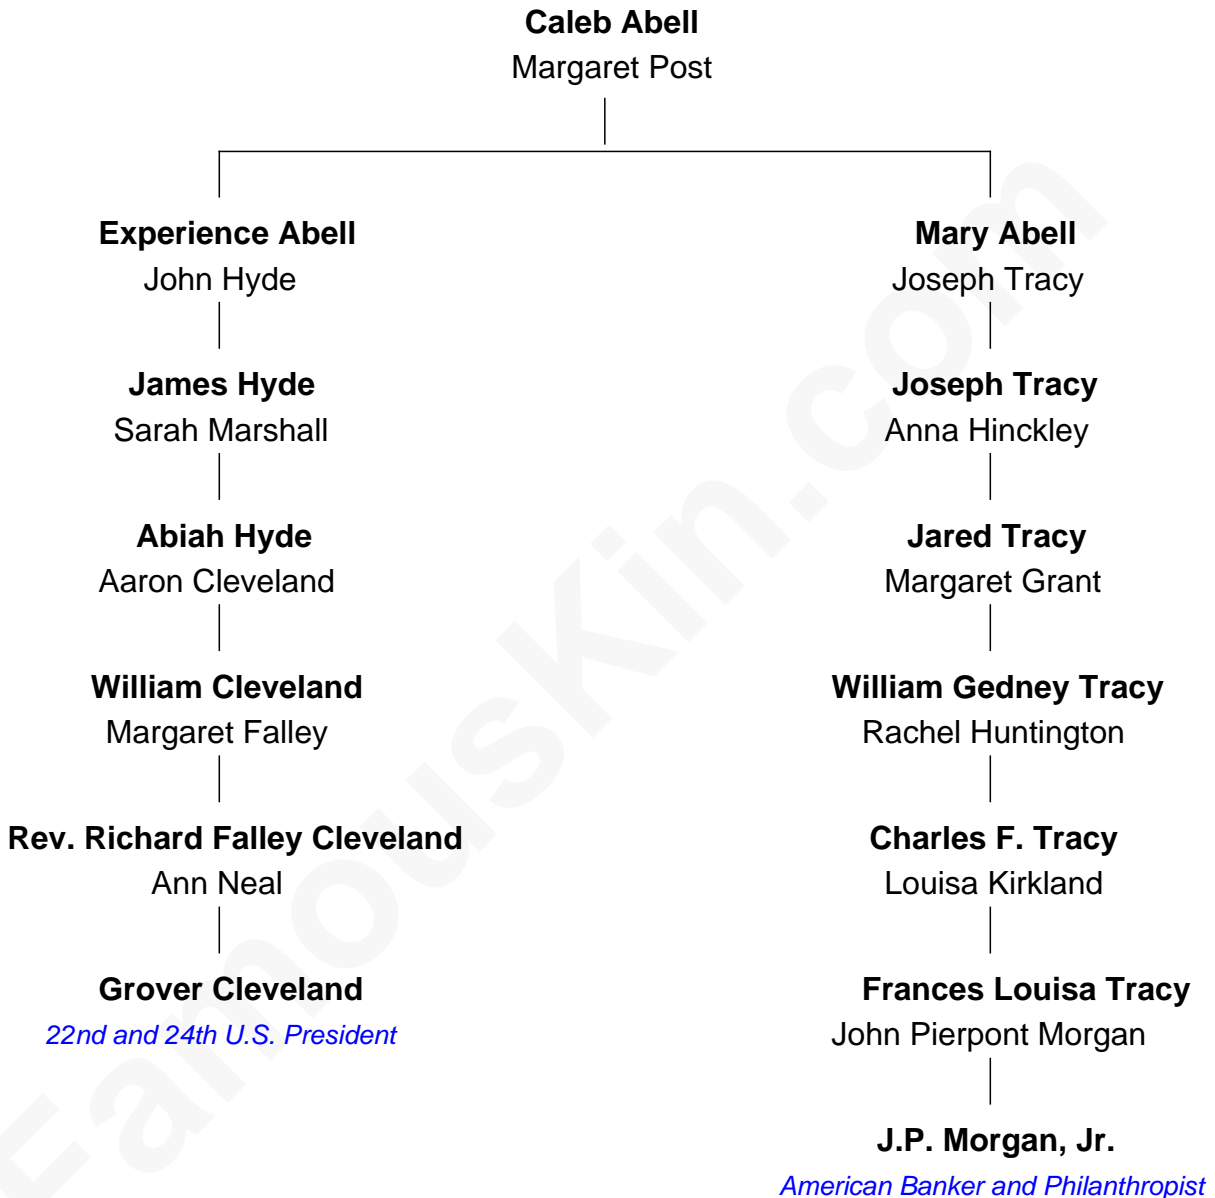 Caleb Abell
Margaret Post
Experience Abell
John Hyde
Mary Abell
Joseph Tracy
James Hyde
Sarah Marshall
Joseph Tracy
Anna Hinckley
Abiah Hyde
Aaron Cleveland
Jared Tracy
Margaret Grant
William Cleveland
Margaret Falley
William Gedney Tracy
Rachel Huntington
Rev. Richard Falley Cleveland
Ann Neal
Charles F. Tracy
Louisa Kirkland
Grover Cleveland
22nd and 24th U.S. President
Frances Louisa Tracy
John Pierpont Morgan
J.P. Morgan, Jr.
American Banker and Philanthropist
FamousKin.com